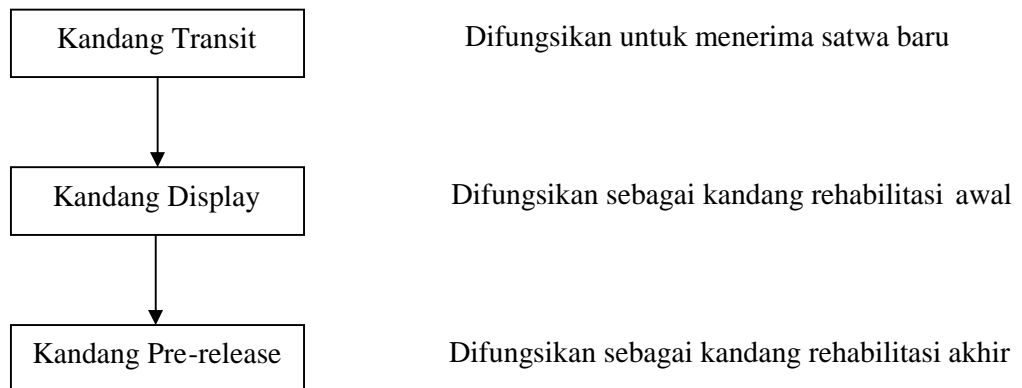 Kandang Transit
Difungsikan untuk menerima satwa baru
Kandang Display
Difungsikan sebagai kandang rehabilitasi awal
Kandang Pre-release
Difungsikan sebagai kandang rehabilitasi akhir